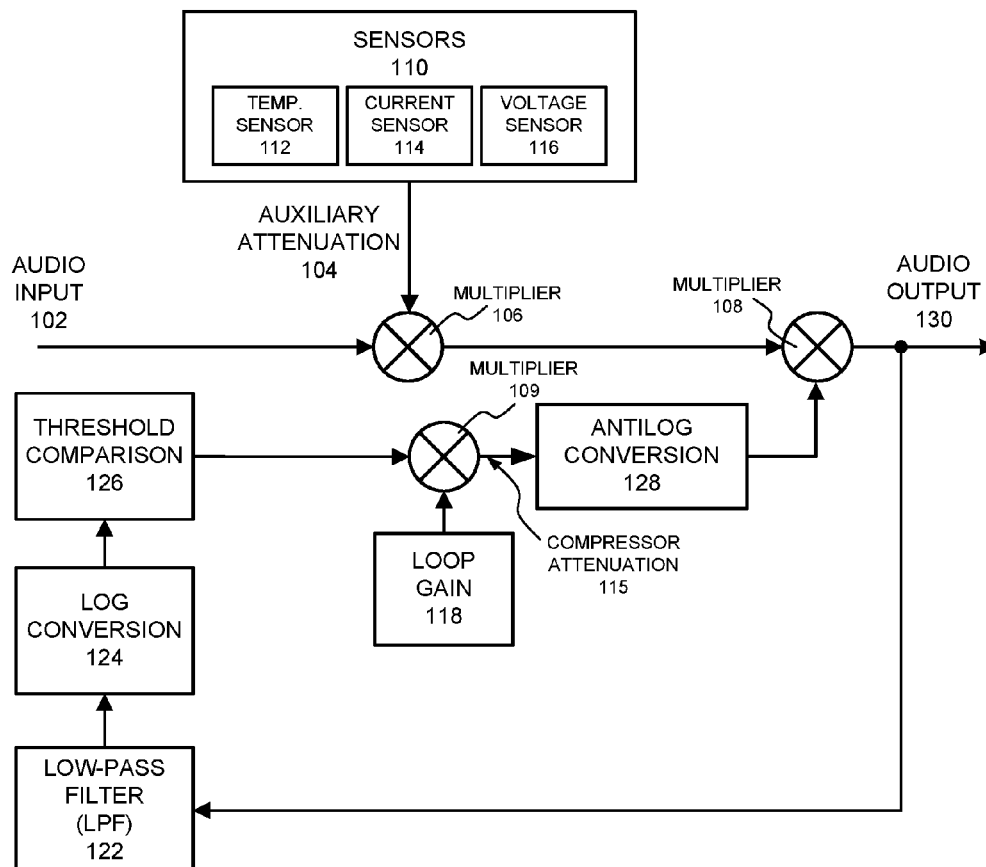 SENSORS
110
TEMP.
SENSOR
112
CURRENT
SENSOR
114
VOLTAGE
SENSOR
116
AUXILIARY
ATTENUATION
104
AUDIO
INPUT
102
MULTIPLIER
106
MULTIPLIER
108
AUDIO
OUTPUT
130
MULTIPLIER
109
THRESHOLD
COMPARISON
126
ANTILOG
CONVERSION
128
LOOP
GAIN
118
COMPRESSOR
ATTENUATION
115
LOG
CONVERSION
124
LOW-PASS
FILTER
(LPF)
122